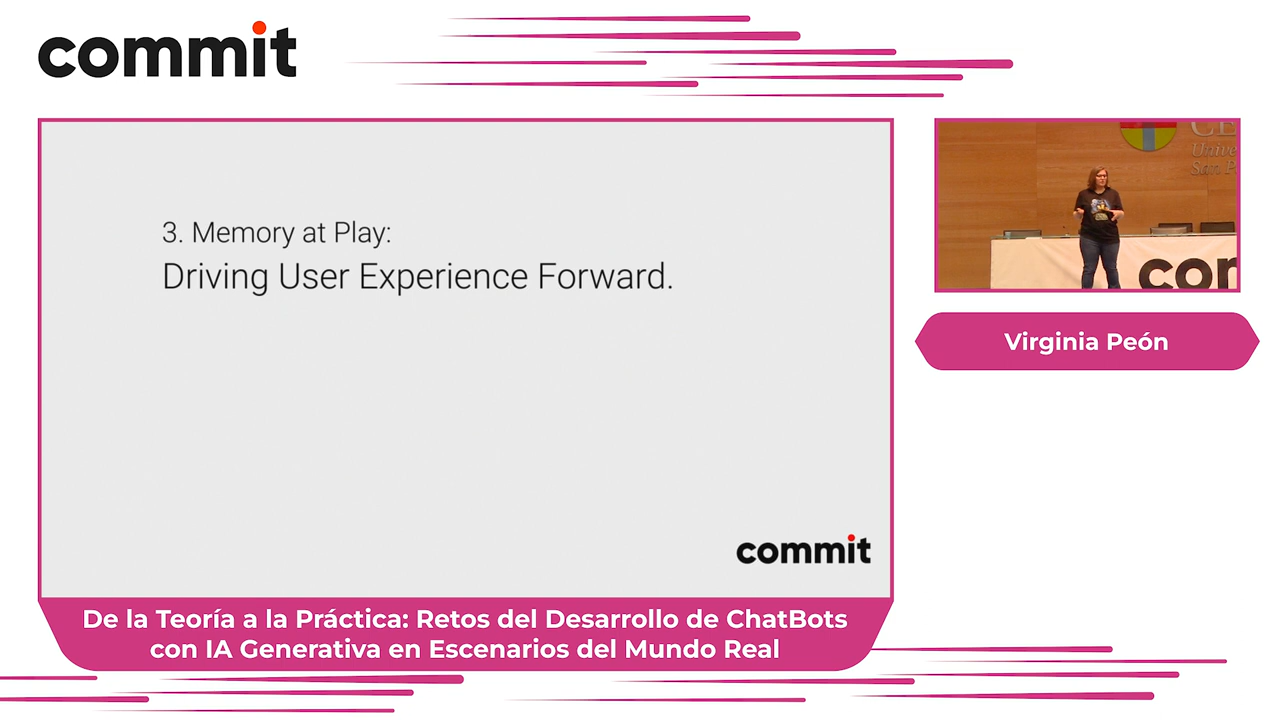 commit
3. Memory at Play:
Driving User Experience Forward.
commit
De la Teoría a la Práctica: Retos del Desarrollo de ChatBots
con IA Generativa en Escenarios del Mundo Real
Virginia Peón